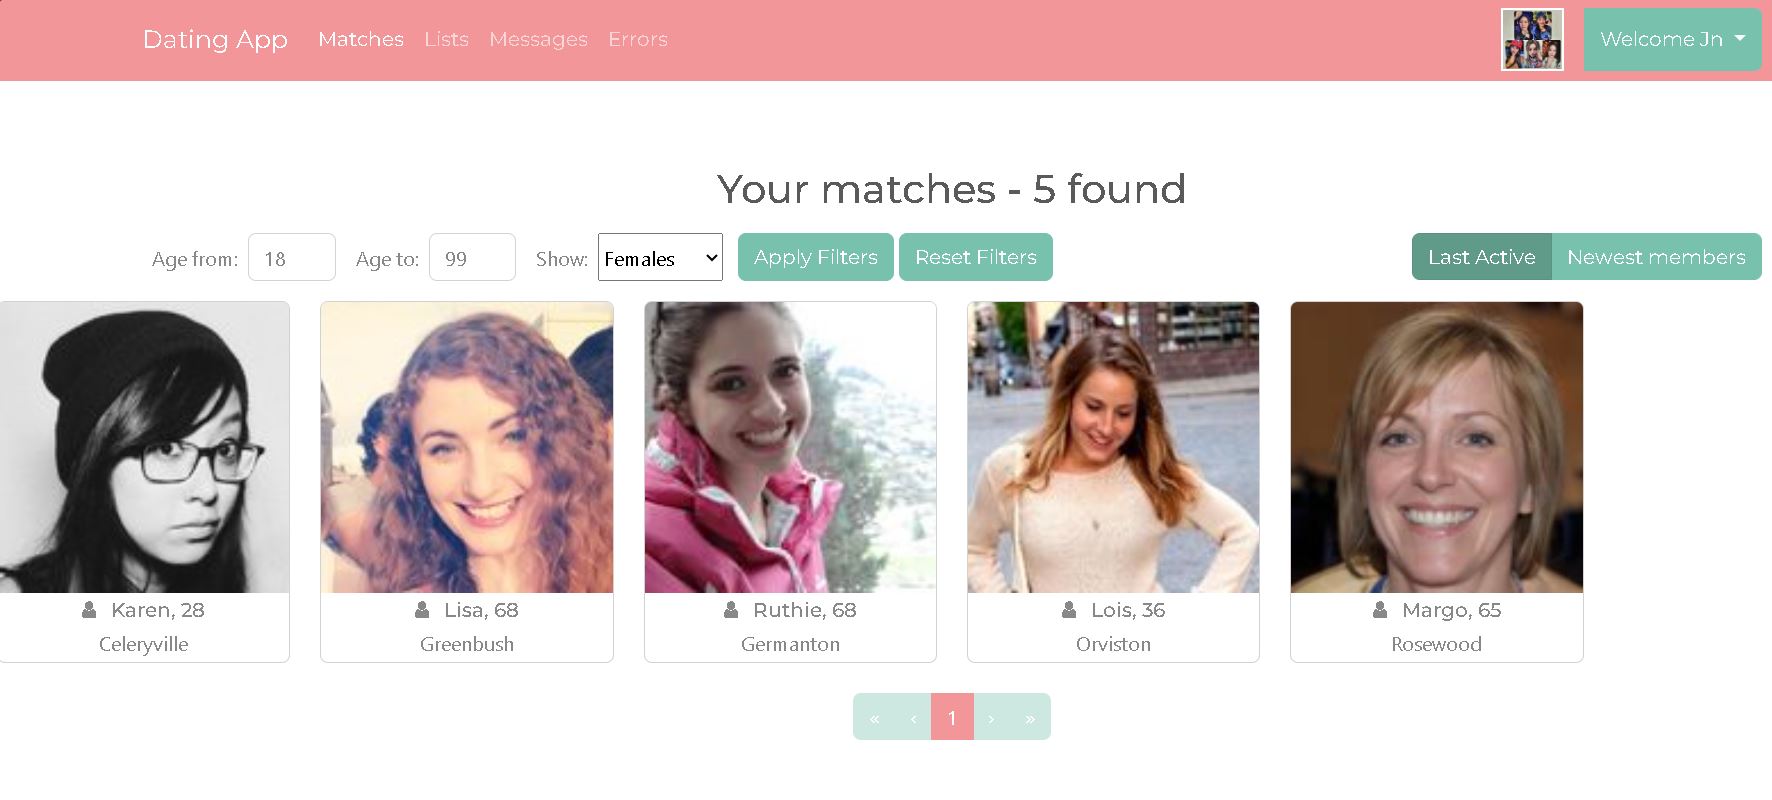 Dating App Matches Lists Messages Errors Welcome Jn
Your matches - 5 found
Age from: 18 Age to: 99 Show: Females Apply Filters Reset Filters Last Active Newest members
Karen, 28
Celeryville
Lisa, 68
Greenbush
Ruthie, 68
Germanton
Lois, 36
Orviston
Margo, 65
Rosewood
« ‹ 1 › »